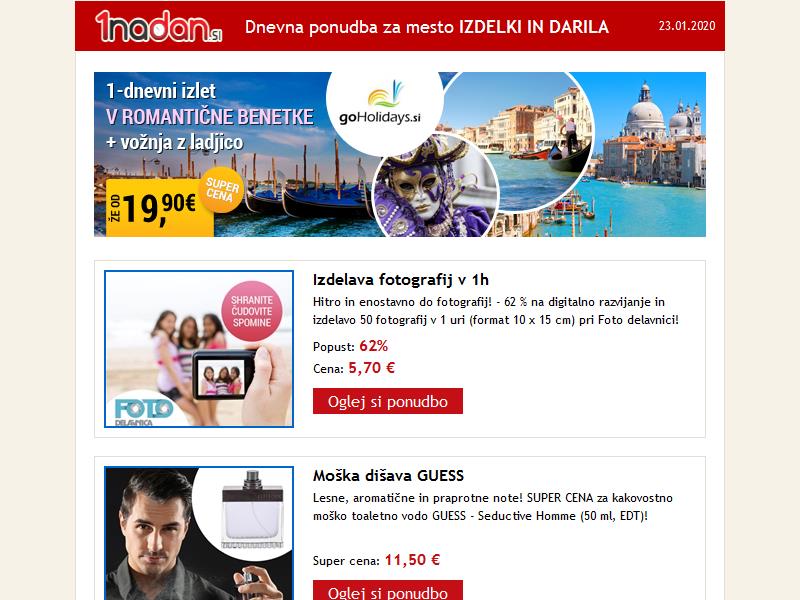 1nadan.si
Dnevna ponudba za mesto IZDELKI IN DARILA
23.01.2020
1-dnevni izlet
V ROMANTIČNE BENETKE
+ vožnja z ladjico
goHolidays.si
ŽE OD 19,90€
SUPER
CENA
SHRANITE
ČUDOVITE
SPOMINE
FOTO
DELAVNICA
Izdelava fotografij v 1h
Hitro in enostavno do fotografij! - 62 % na digitalno razvijanje in
izdelavo 50 fotografij v 1 uri (format 10 x 15 cm) pri Foto delavnici!
Popust: 62%
Cena: 5,70 €
Oglej si ponudbo
Moška dišava GUESS
Lesne, aromatične in praprotne note! SUPER CENA za kakovostno
moško toaletno vodo GUESS - Seductive Homme (50 ml, EDT)!
Super cena: 11,50 €
Oglej si ponudbo